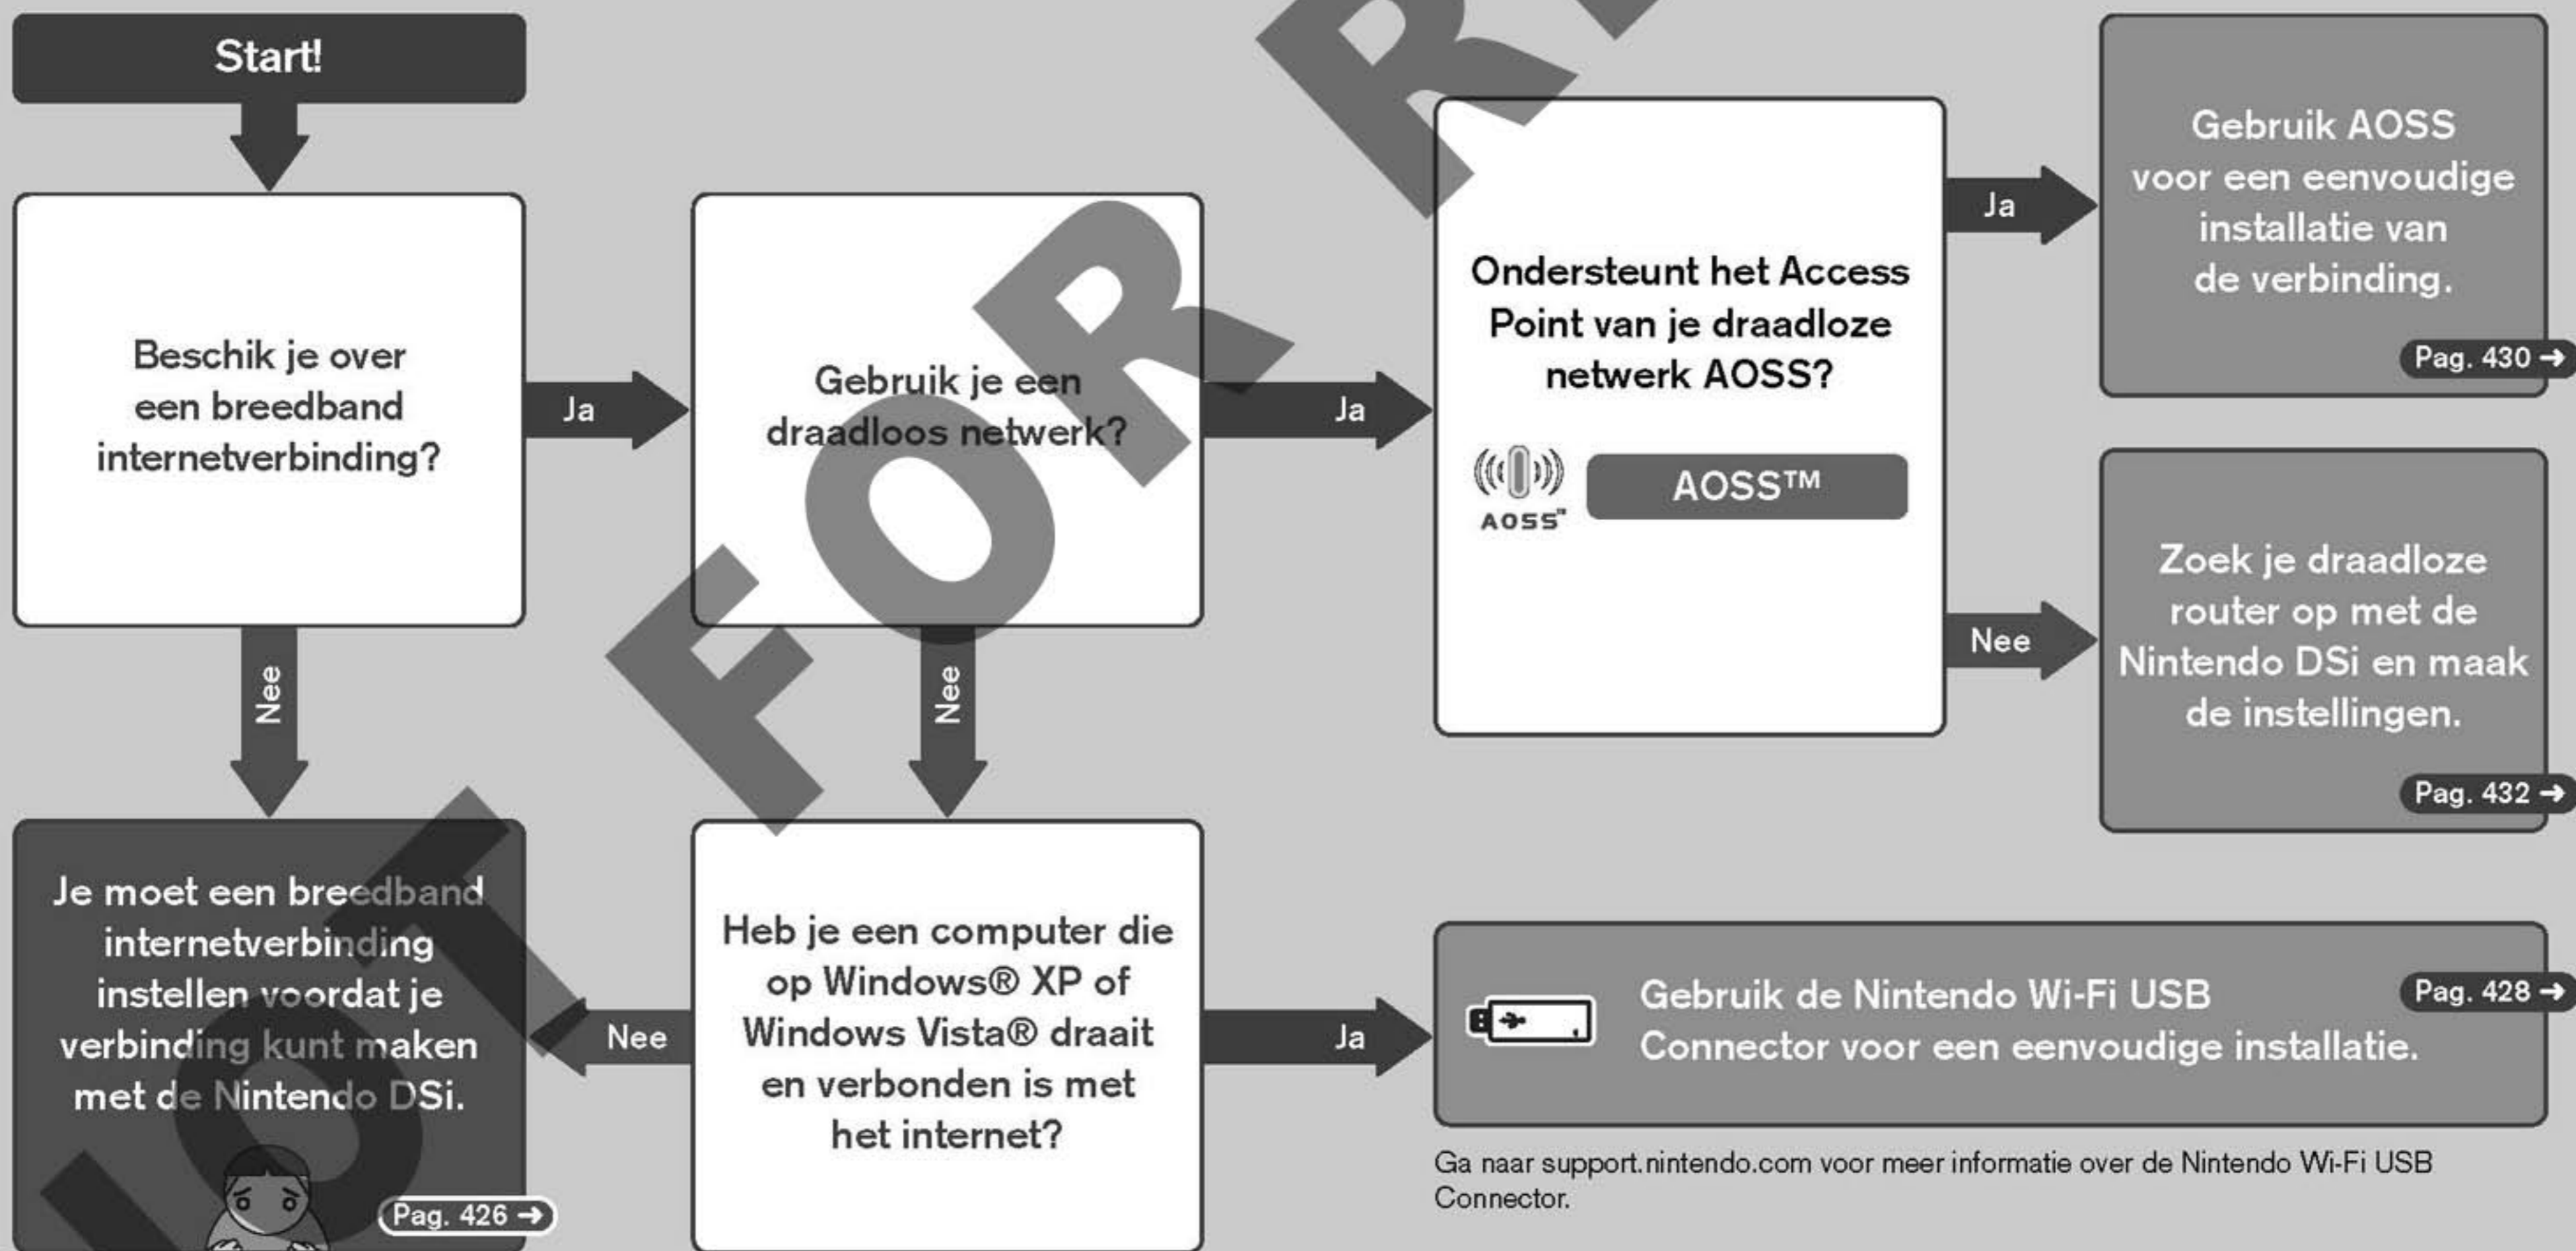 Start!
Beschik je over
een breedband
internetverbinding?
Ja
Nee
Gebruik je een
draadloos netwerk?
Ja
Nee
Ondersteunt het Access
Point van je draadloze
netwerk AOSS?
AOSS™
AOSS™
Ja
Nee
Gebruik AOSS
voor een eenvoudige
installatie van
de verbinding.
Pag. 430 →
Zoek je draadloze
router op met de
Nintendo DSi en maak
de instellingen.
Pag. 432 →
Je moet een breedband
internetverbinding
instellen voordat je
verbinding kunt maken
met de Nintendo DSi.
Pag. 426 →
Nee
Heb je een computer die
op Windows® XP of
Windows Vista® draait
en verbonden is met
het internet?
Ja
Gebruik de Nintendo Wi-Fi USB
Connector voor een eenvoudige installatie.
Pag. 428 →
Ga naar support.nintendo.com voor meer informatie over de Nintendo Wi-Fi USB
Connector.
FOR